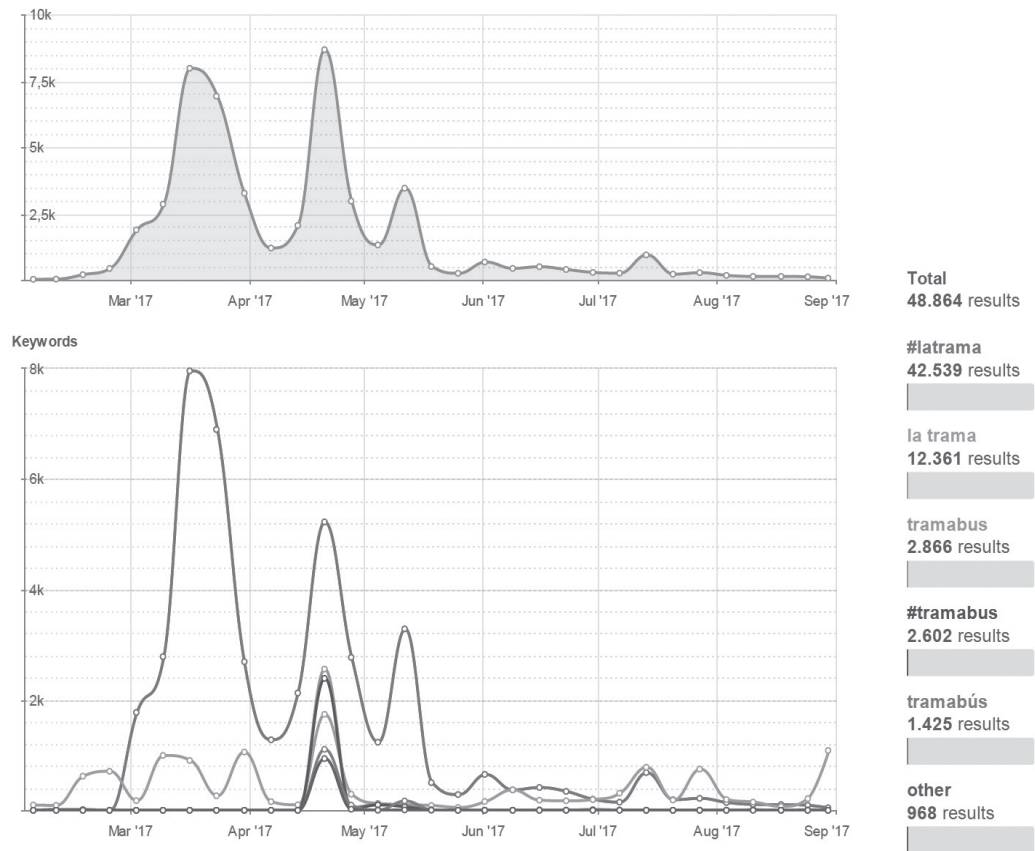 10k
7,5k
5k
2,5k
Mar '17 Apr '17 May '17 Jun '17 Jul '17 Aug '17 Sep '17
Keywords
8k
6k
4k
2k
Mar '17 Apr '17 May '17 Jun '17 Jul '17 Aug '17 Sep '17
Total
48.864 results
#latrama
42.539 results
la trama
12.361 results
tramabus
2.866 results
#tramabus
2.602 results
tramabús
1.425 results
other
968 results